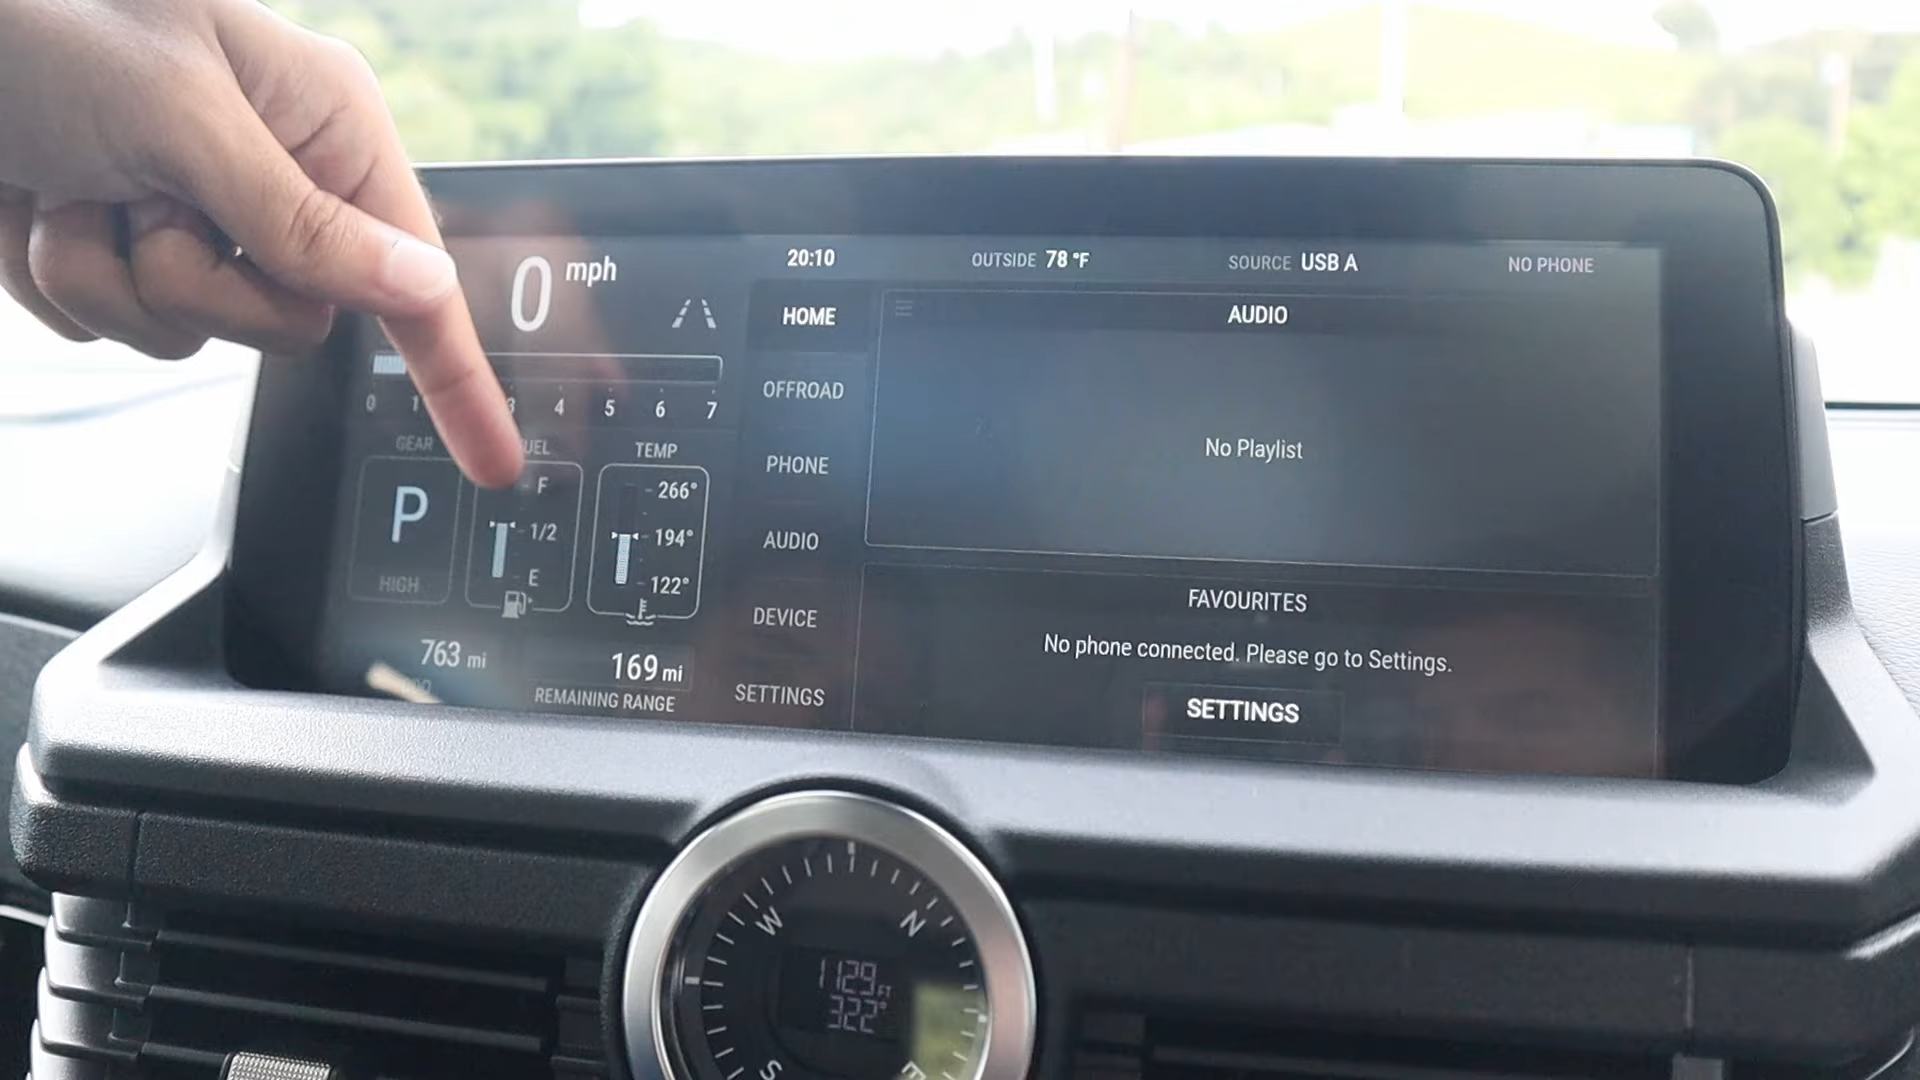 0 mph
20:10
OUTSIDE 78 °F
SOURCE USB A
NO PHONE
HOME
OFFROAD
PHONE
AUDIO
DEVICE
SETTINGS
0 1 3 4 5 6 7
GEAR
P
HIGH
F
1/2
E
TEMP
266°
194°
122°
763 mi
169 mi
REMAINING RANGE
AUDIO
No Playlist
FAVOURITES
No phone connected. Please go to Settings.
SETTINGS
W N
1129 FT
322°
S E